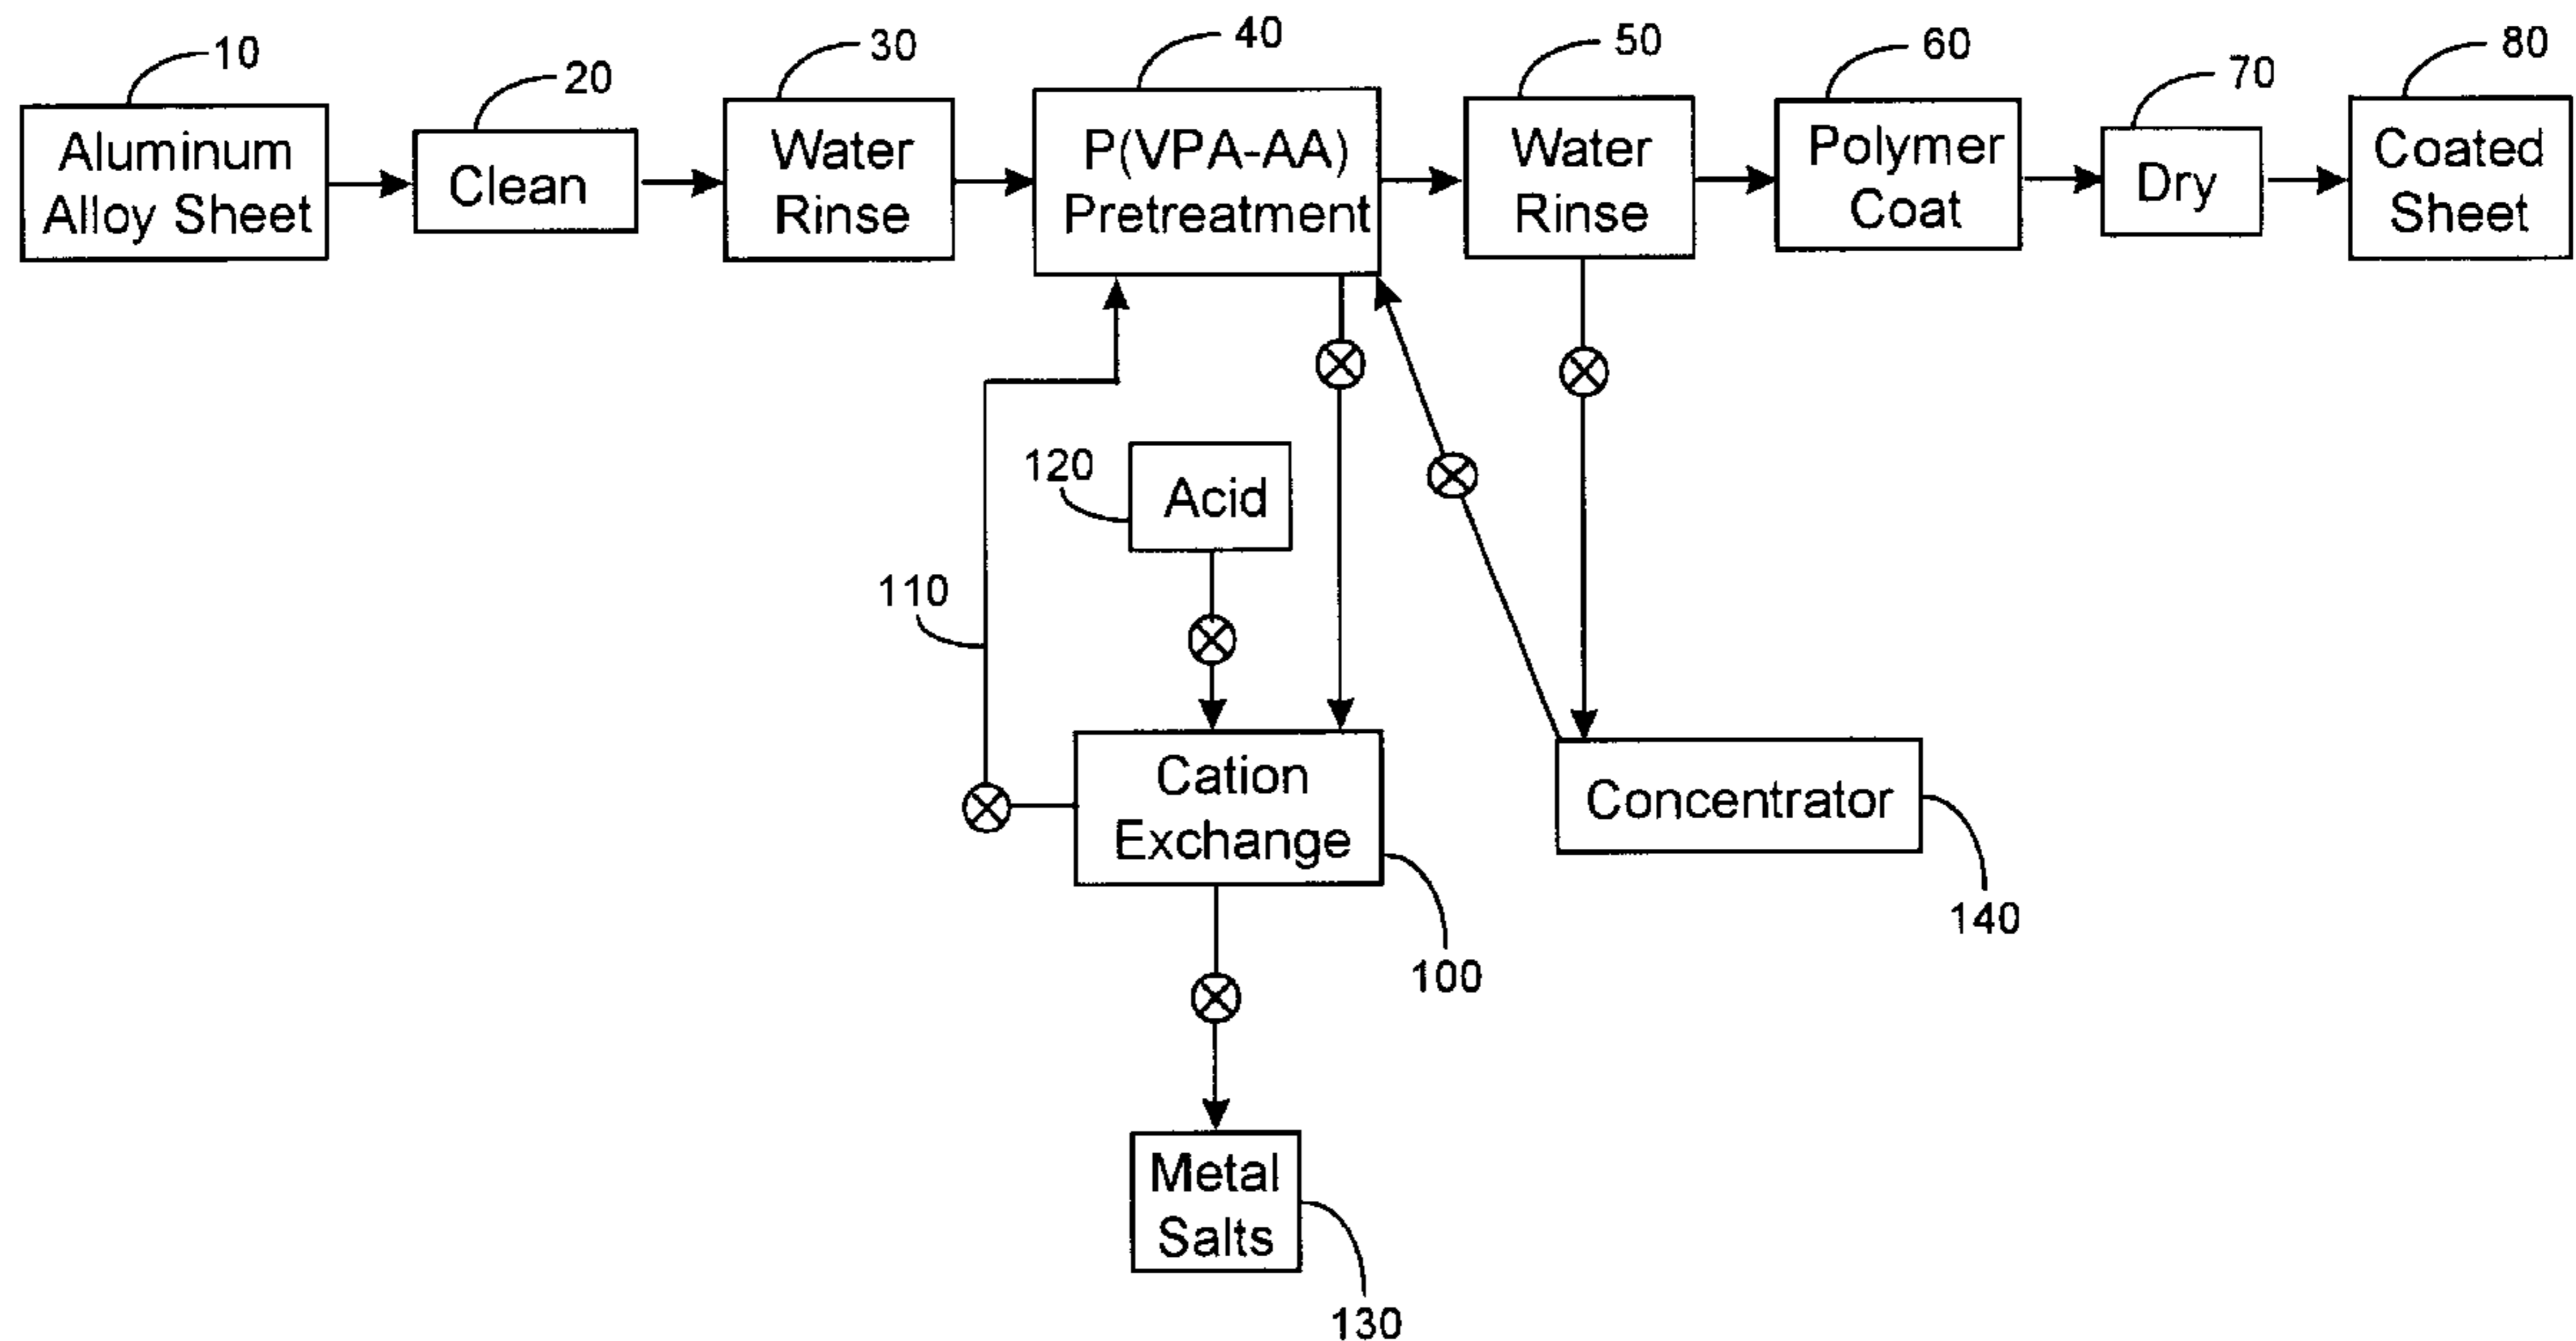 10
20
30
40
50
60
70
80
Aluminum
Alloy Sheet
Clean
Water
Rinse
P(VPA-AA)
Pretreatment
Water
Rinse
Polymer
Coat
Dry
Coated
Sheet
120
Acid
110
Cation
Exchange
100
Concentrator
140
Metal
Salts
130